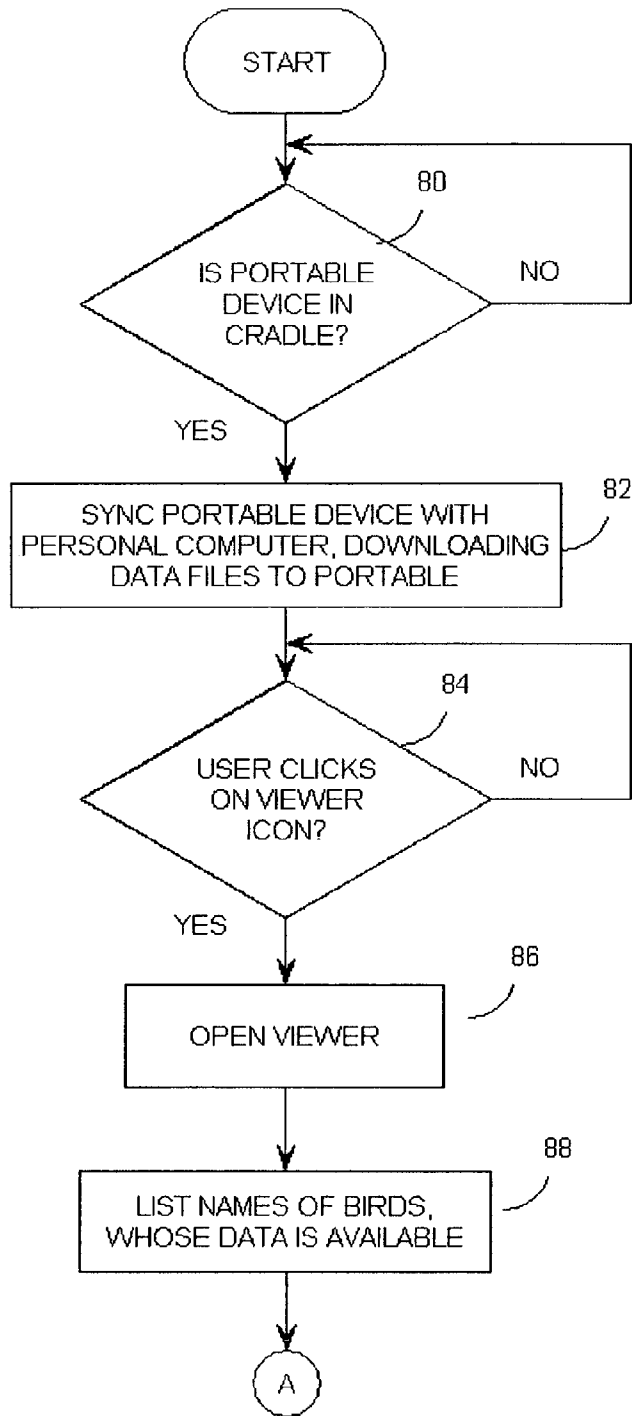 START
80
IS PORTABLE
DEVICE IN
CRADLE?
NO
YES
82
SYNC PORTABLE DEVICE WITH
PERSONAL COMPUTER, DOWNLOADING
DATA FILES TO PORTABLE
84
USER CLICKS
ON VIEWER
ICON?
NO
YES
86
OPEN VIEWER
88
LIST NAMES OF BIRDS,
WHOSE DATA IS AVAILABLE
A